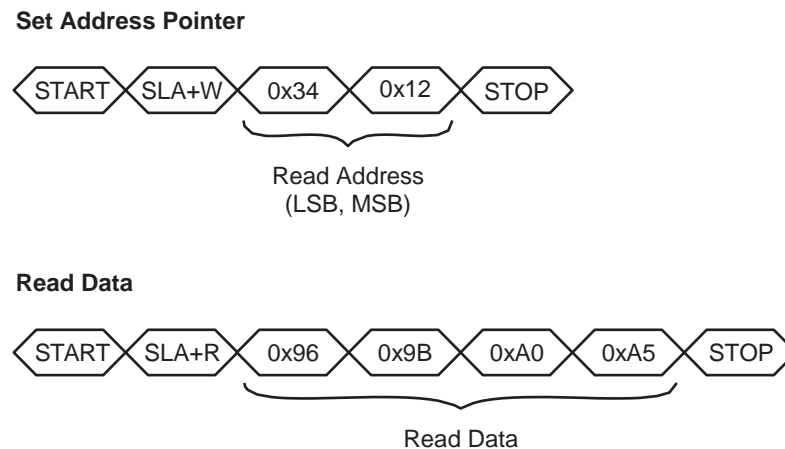 Set Address Pointer
START SLA+W 0x34 0x12 STOP
Read Address
(LSB, MSB)
Read Data
START SLA+R 0x96 0x9B 0xA0 0xA5 STOP
Read Data